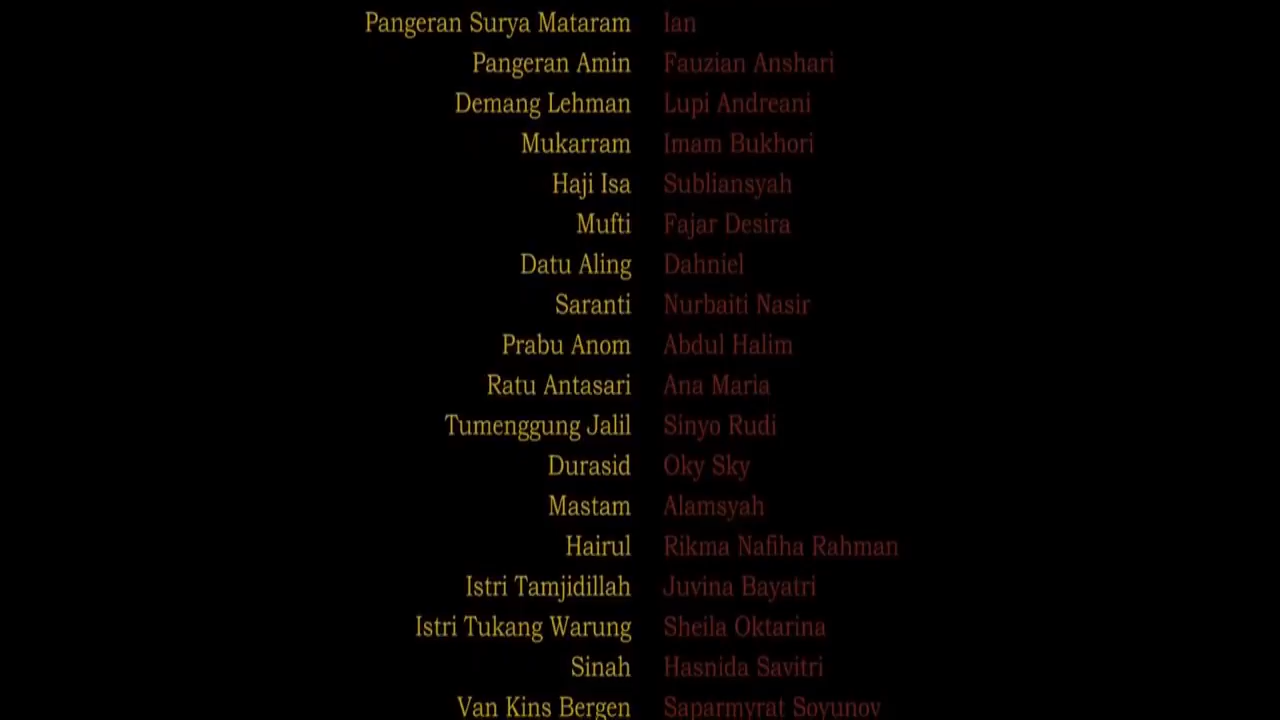 Pangeran Surya Mataram Ian
Pangeran Amin Fauzian Anshari
Demang Lehman Lupi Andreani
Mukarram Imam Bukhori
Haji Isa Subliansyah
Mufti Fajar Desira
Datu Aling Dahniel
Saranti Nurbaiti Nasir
Prabu Anom Abdul Halim
Ratu Antasari Ana Maria
Tumenggung Jalil Sinyo Rudi
Durasid Oky Sky
Mastam Alamsyah
Hairul Rikma Nafiha Rahman
Istri Tamjidillah Juvina Bayatri
Istri Tukang Warung Sheila Oktarina
Sinah Hasnida Savitri
Van Kins Bergen Saparmyrat Soyunov